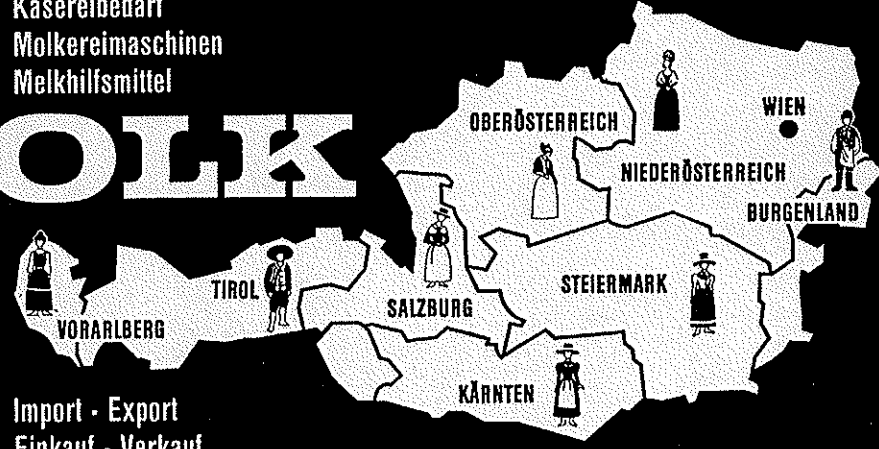 Käsereibedarf
Molkereimaschinen
Melkhilfsmittel
OLK
OBERÖSTERREICH
WIEN
NIEDERÖSTERREICH
BURGENLAND
TIROL
STEIERMARK
SALZBURG
VORARLBERG
KÄRNTEN
Import - Export
Einkauf - Verkauf